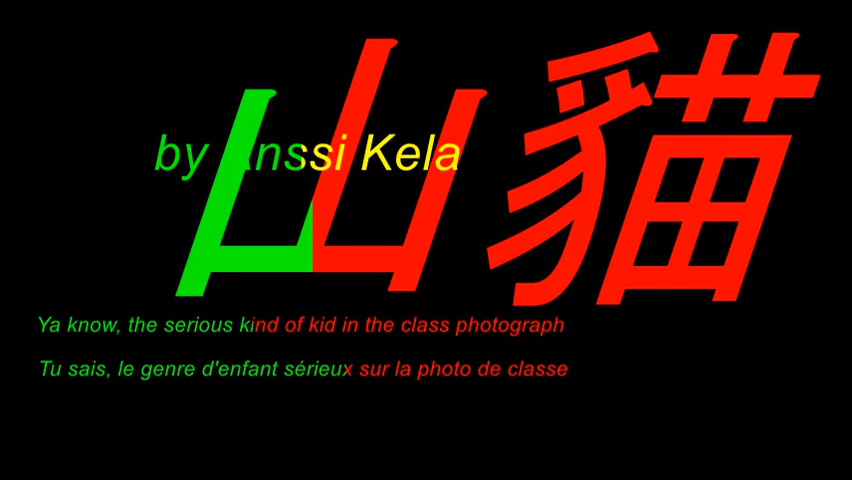 山貓
by Anssi Kela
Ya know, the serious kind of kid in the class photograph
Tu sais, le genre d'enfant sérieux sur la photo de classe